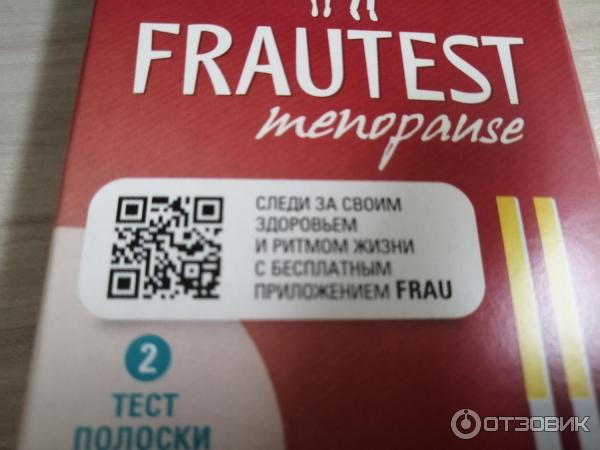 FRAUTEST
menopause
СЛЕДИ ЗА СВОИМ
ЗДОРОВЬЕМ
И РИТМОМ ЖИЗНИ
С БЕСПЛАТНЫМ
ПРИЛОЖЕНИЕМ FRAU
2
ТЕСТ
ПОЛОСКИ
ОТЗОВИК